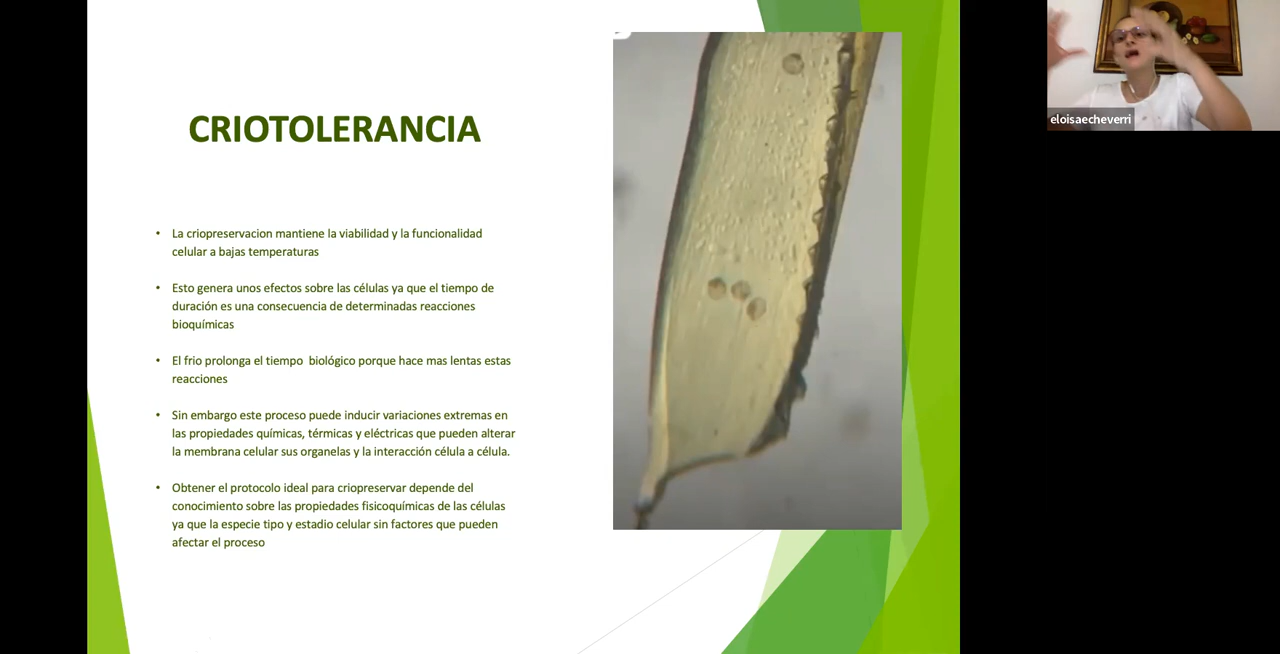 CRIOTOLERANCIA
• La criopreservacion mantiene la viabilidad y la funcionalidad
celular a bajas temperaturas
• Esto genera unos efectos sobre las células ya que el tiempo de
duración es una consecuencia de determinadas reacciones
bioquímicas
• El frio prolonga el tiempo biológico porque hace mas lentas estas
reacciones
• Sin embargo este proceso puede inducir variaciones extremas en
las propiedades químicas, térmicas y eléctricas que pueden alterar
la membrana celular sus organelas y la interacción célula a célula.
• Obtener el protocolo ideal para criopreservar depende del
conocimiento sobre las propiedades fisicoquímicas de las células
ya que la especie tipo y estadio celular sin factores que pueden
afectar el proceso
eloisaecheverri